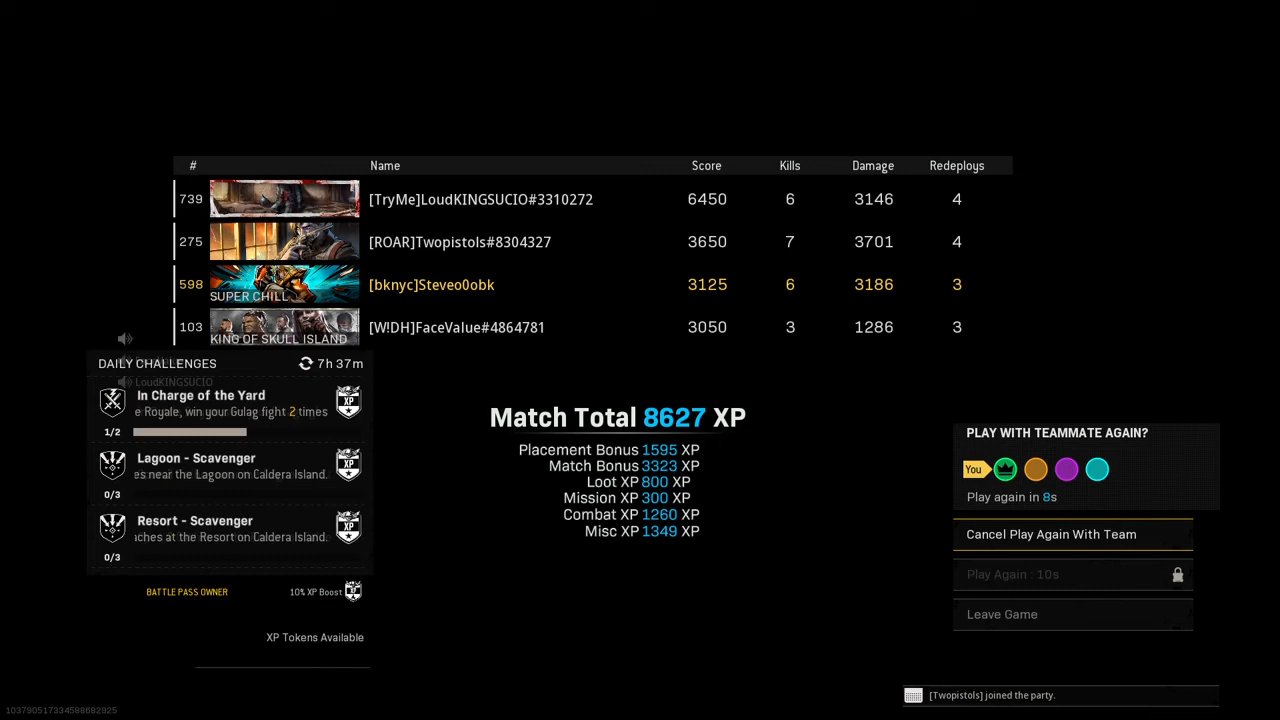 # Name Score Kills Damage Redeploys
739 [TryMe]LoudKINGSUCIO#3310272 6450 6 3146 4
275 [ROAR]Twopistols#8304327 3650 7 3701 4
598 SUPER CHILL [bknyc]Steveo0obk 3125 6 3186 3
103 KING OF SKULL ISLAND [W!DH]FaceValue#4864781 3050 3 1286 3
DAILY CHALLENGES 7h 37m
LoudKINGSUCIO
In Charge of the Yard
e Royale, win your Gulag fight 2 times
1/2
Lagoon - Scavenger
es near the Lagoon on Caldera Island.
0/3
Resort - Scavenger
aches at the Resort on Caldera Island.
0/3
XP
XP
XP
BATTLE PASS OWNER 10% XP Boost
XP Tokens Available
Match Total 8627 XP
Placement Bonus 1595 XP
Match Bonus 3323 XP
Loot XP 800 XP
Mission XP 300 XP
Combat XP 1260 XP
Misc XP 1349 XP
PLAY WITH TEAMMATE AGAIN?
You
Play again in 8s
Cancel Play Again With Team
Play Again : 10s
Leave Game
[Twopistols] joined the party.